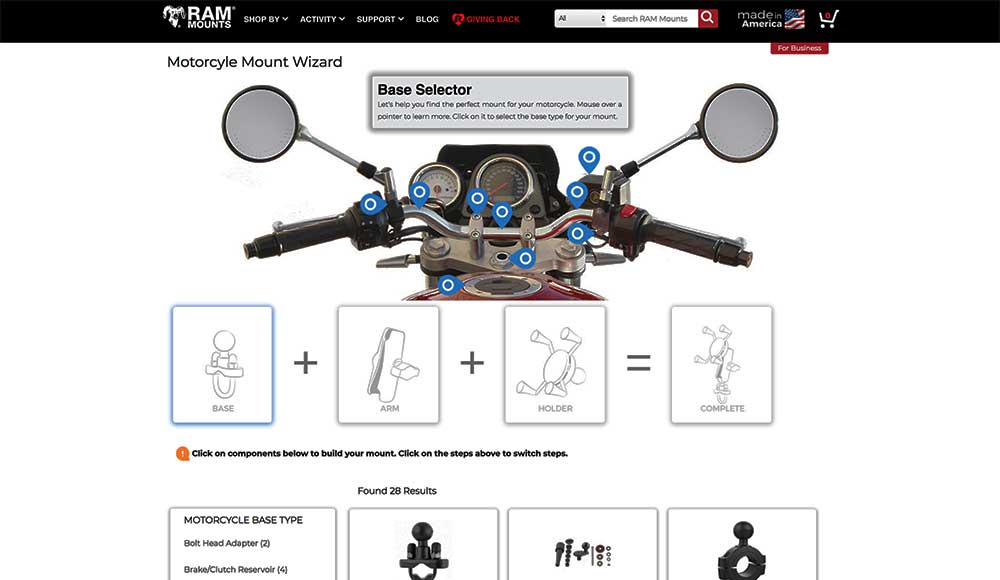 RAM
MOUNTS
SHOP BY
ACTIVITY
SUPPORT
BLOG
GIVING BACK
All
Search RAM Mounts
made in
America
0
For Business
Motorcyle Mount Wizard
Base Selector
Let's help you find the perfect mount for your motorcycle. Mouse over a
pointer to learn more. Click on it to select the base type for your mount.
BASE
+
ARM
+
HOLDER
=
COMPLETE
! Click on components below to build your mount. Click on the steps above to switch steps.
Found 28 Results
MOTORCYCLE BASE TYPE
Bolt Head Adapter (2)
Brake/Clutch Reservoir (4)